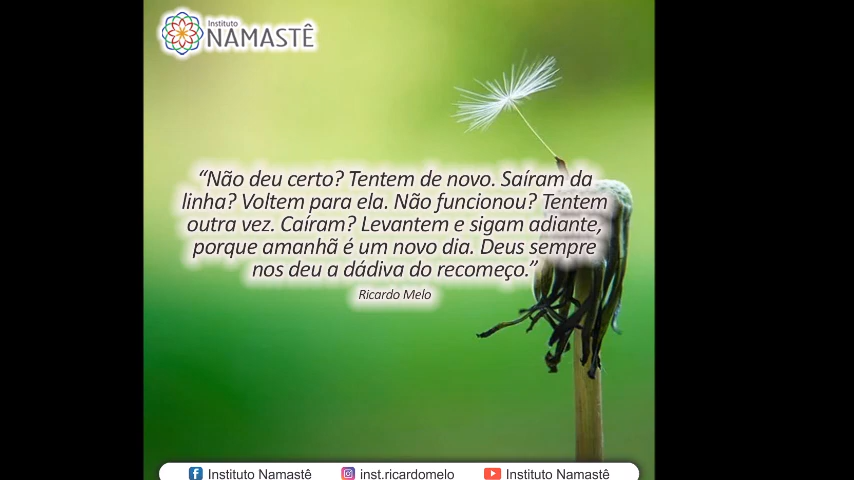 Instituto
NAMASTÊ
“Não deu certo? Tentem de novo. Saíram da
linha? Voltem para ela. Não funcionou? Tentem
outra vez. Caíram? Levantem e sigam adiante,
porque amanhã é um novo dia. Deus sempre
nos deu a dádiva do recomeço.”
Ricardo Melo
Instituto Namastê inst.ricardomelo Instituto Namastê